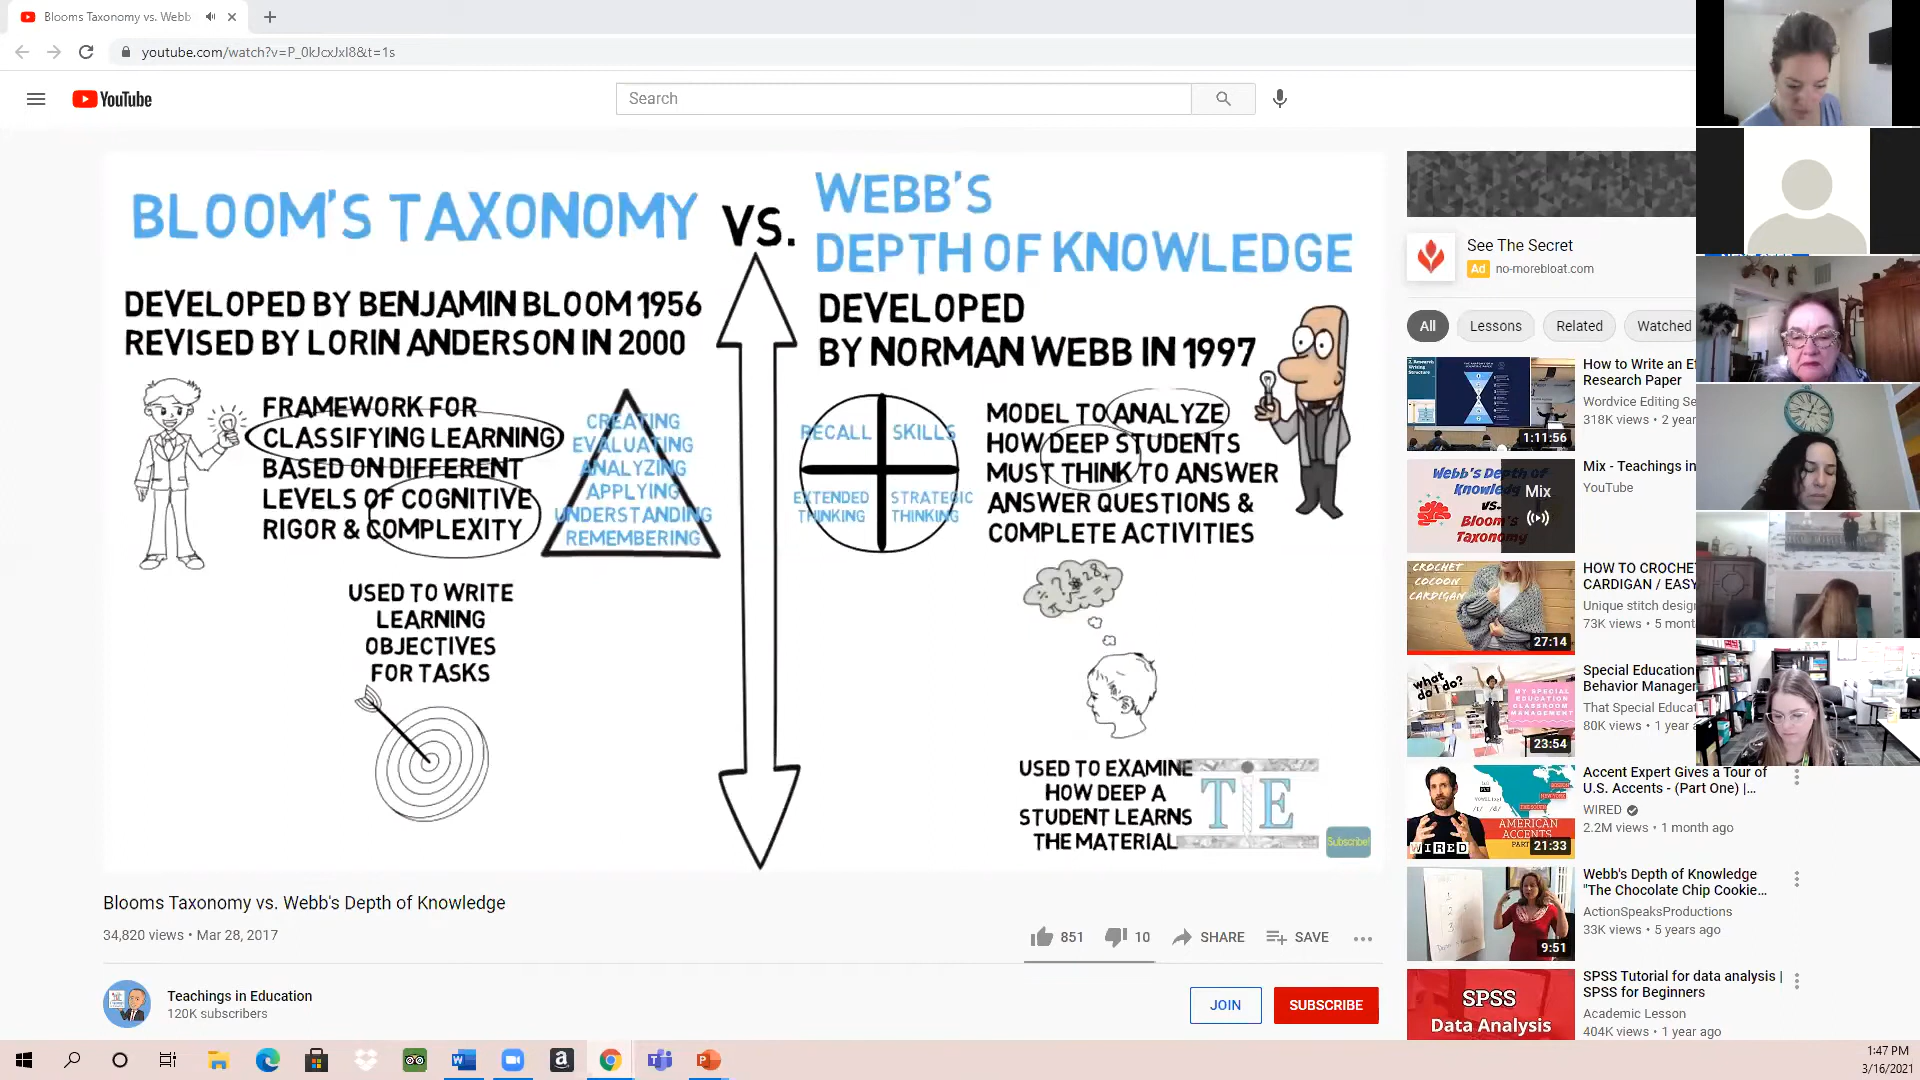 Blooms Taxonomy vs. Webb
youtube.com/watch?v=P_0kJcxJxI8&t=1s
YouTube
Search
BLOOM'S TAXONOMY
VS.
WEBB'S
DEPTH OF KNOWLEDGE
DEVELOPED BY BENJAMIN BLOOM 1956
REVISED BY LORIN ANDERSON IN 2000
DEVELOPED
BY NORMAN WEBB IN 1997
FRAMEWORK FOR
CLASSIFYING LEARNING
BASED ON DIFFERENT
LEVELS OF COGNITIVE
RIGOR & COMPLEXITY
CREATING
EVALUATING
ANALYZING
APPLYING
UNDERSTANDING
REMEMBERING
RECALL
SKILLS
EXTENDED
THINKING
STRATEGIC
THINKING
MODEL TO ANALYZE
HOW DEEP STUDENTS
MUST THINK TO ANSWER
ANSWER QUESTIONS &
COMPLETE ACTIVITIES
USED TO WRITE
LEARNING
OBJECTIVES
FOR TASKS
USED TO EXAMINE
HOW DEEP A
STUDENT LEARNS
THE MATERIAL
TIE
Subscribe!
Blooms Taxonomy vs. Webb's Depth of Knowledge
34,820 views • Mar 28, 2017
851
10
SHARE
SAVE
Teachings in Education
120K subscribers
JOIN
SUBSCRIBE
See The Secret
Ad no-morebloat.com
All
Lessons
Related
Watched
How to Write an Ef
Research Paper
Wordvice Editing Se
318K views • 2 year
1:11:56
Webb's Depth of
Knowledg
vs.
Bloom's
Taxonomy
Mix
Mix - Teachings in
YouTube
CROCHET
COCOON
CARDIGAN
27:14
HOW TO CROCHE
CARDIGAN / EASY
Unique stitch design
73K views • 5 mont
what
do I do?
MY SPECIAL
EDUCATION
CLASSROOM
MANAGEMENT
23:54
Special Education
Behavior Manager
That Special Educat
80K views • 1 year a
AMERICAN
ACCENTS
PART
WIRED
21:33
Accent Expert Gives a Tour of
U.S. Accents - (Part One) |...
WIRED
2.2M views • 1 month ago
9:51
Webb's Depth of Knowledge
"The Chocolate Chip Cookie...
ActionSpeaksProductions
33K views • 5 years ago
SPSS
Data Analysis
SPSS Tutorial for data analysis |
SPSS for Beginners
Academic Lesson
404K views • 1 year ago
1:47 PM
3/16/2021